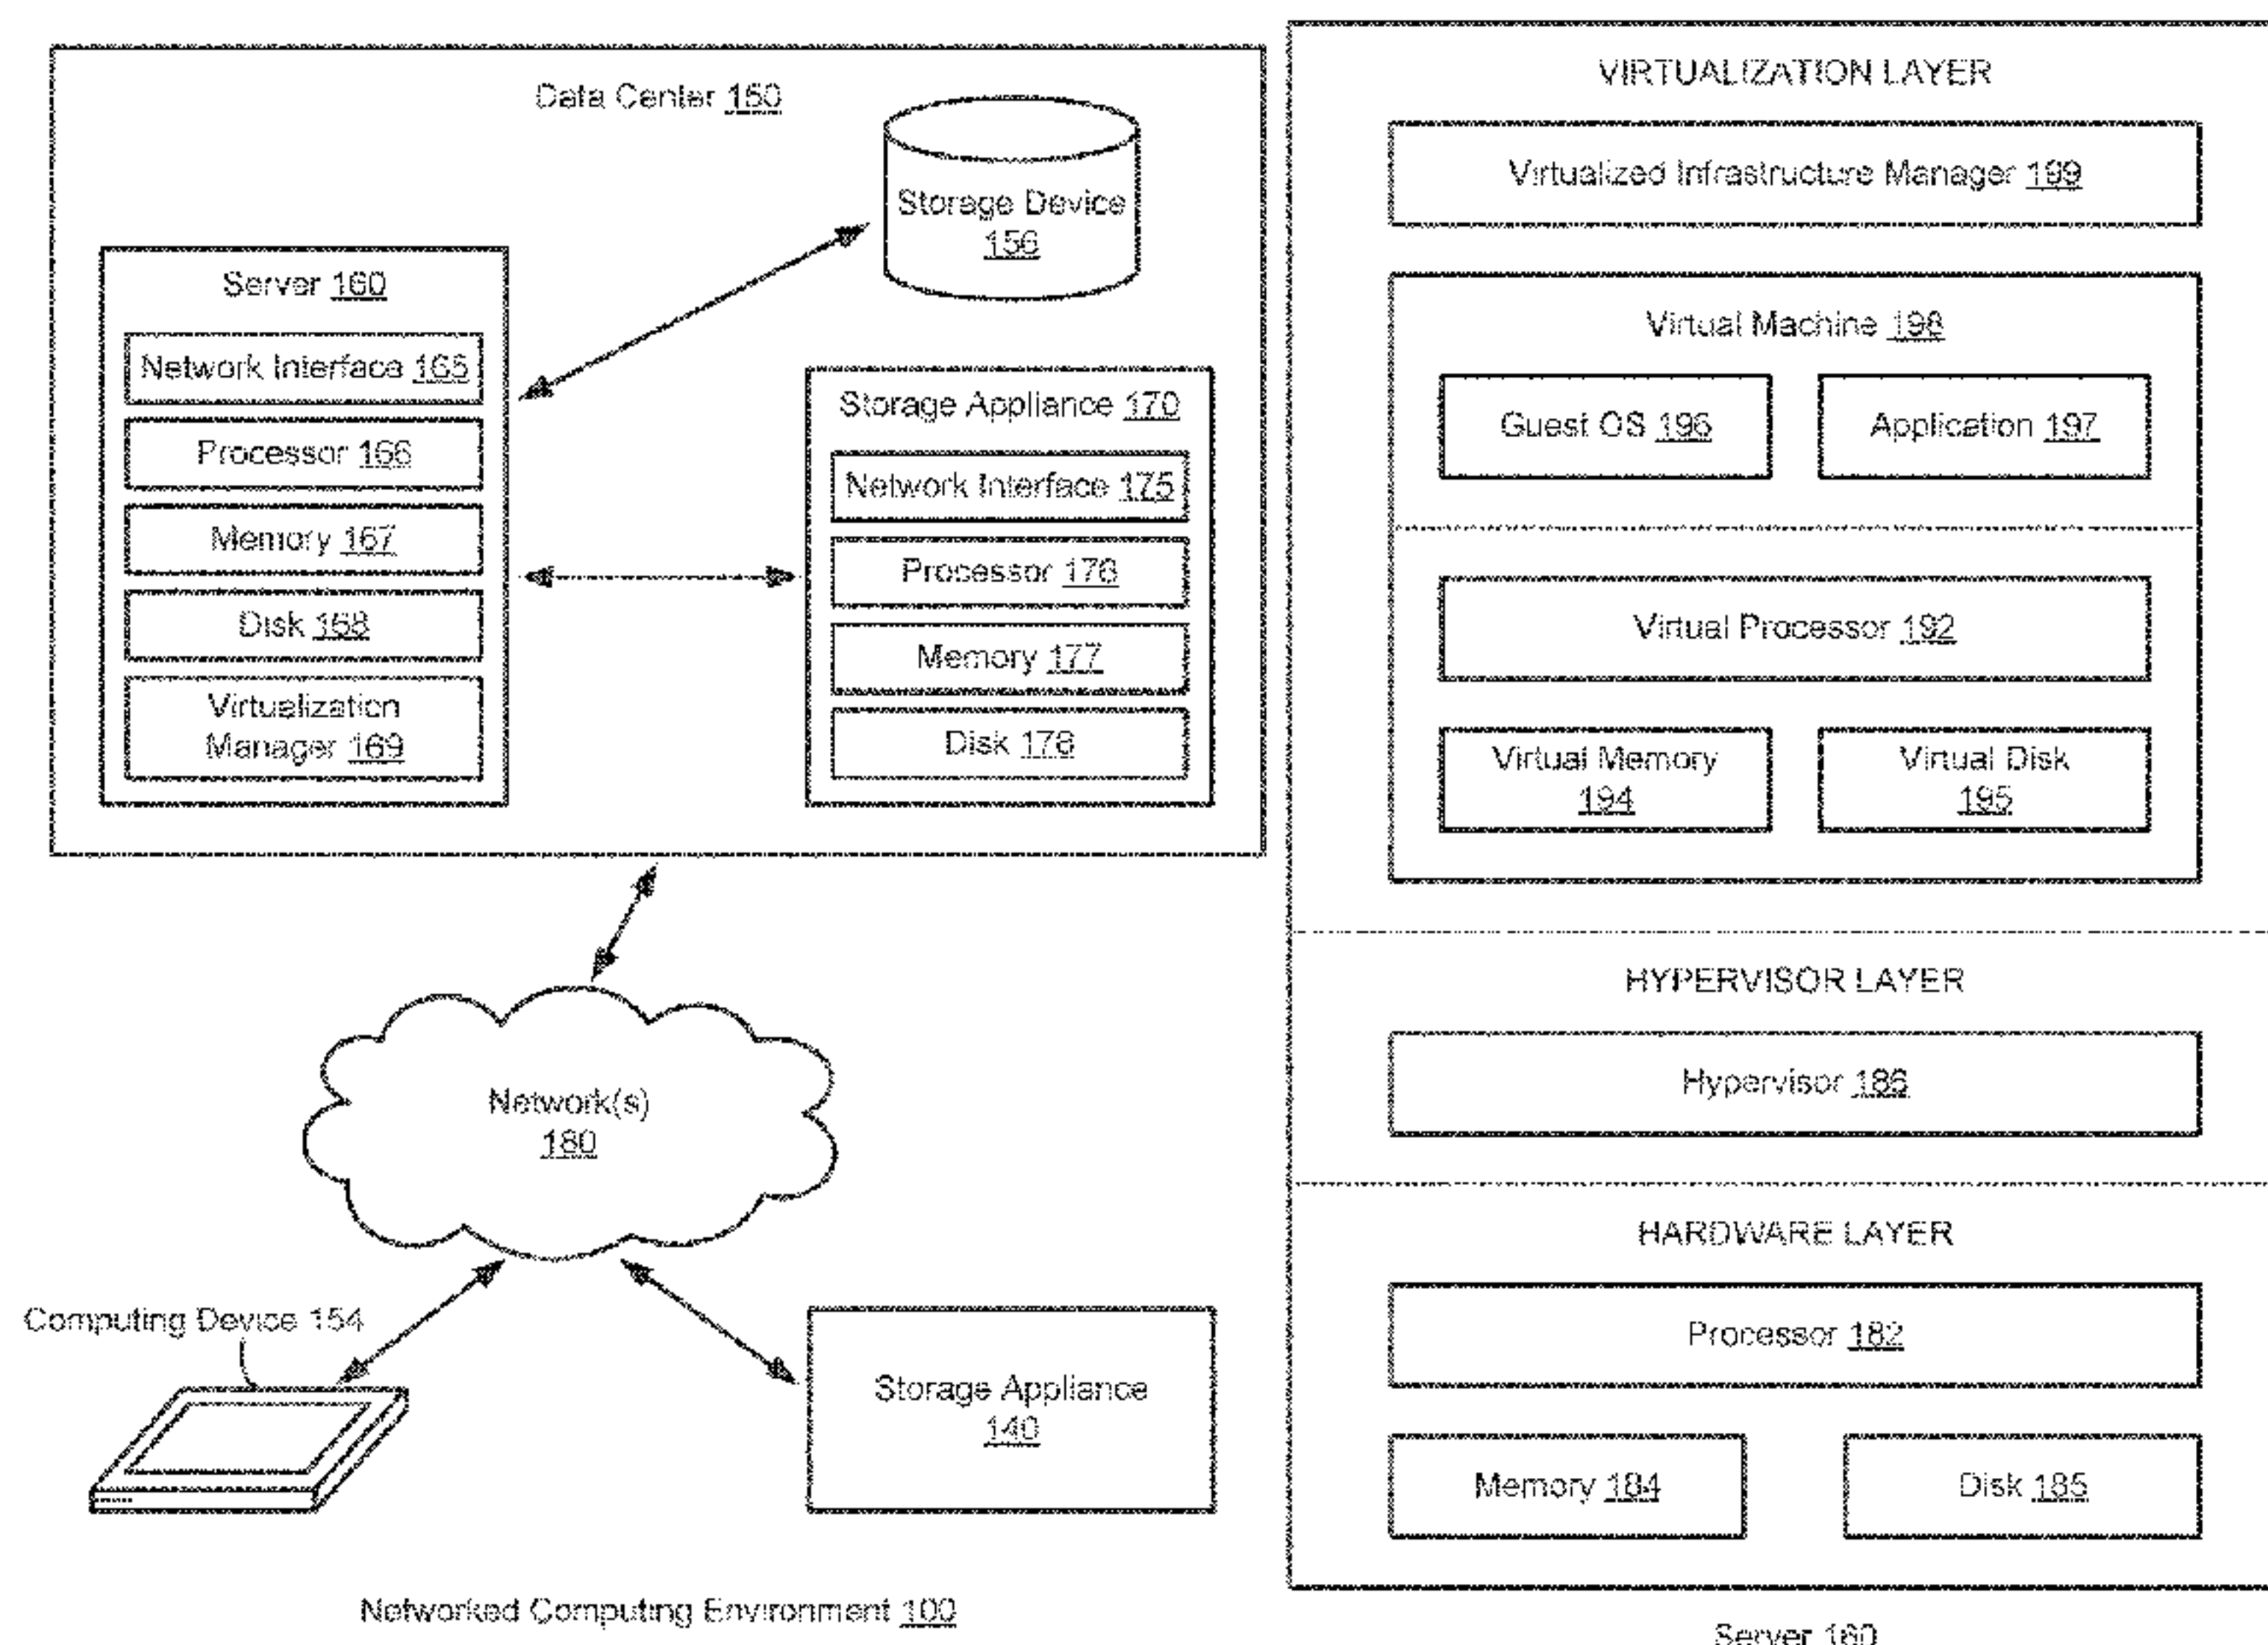 Data Center 150
Storage Device
156
Server 160
Network Interface 165
Processor 166
Memory 167
Disk 168
Virtualization
Manager 169
Storage Appliance 170
Network Interface 175
Processor 176
Memory 177
Disk 178
Network(s)
180
Computing Device 154
Storage Appliance
140
Networked Computing Environment 100
VIRTUALIZATION LAYER
Virtualized Infrastructure Manager 199
Virtual Machine 198
Guest OS 196
Application 197
Virtual Processor 192
Virtual Memory
194
Virtual Disk
195
HYPERVISOR LAYER
Hypervisor 186
HARDWARE LAYER
Processor 182
Memory 184
Disk 185
Server 160